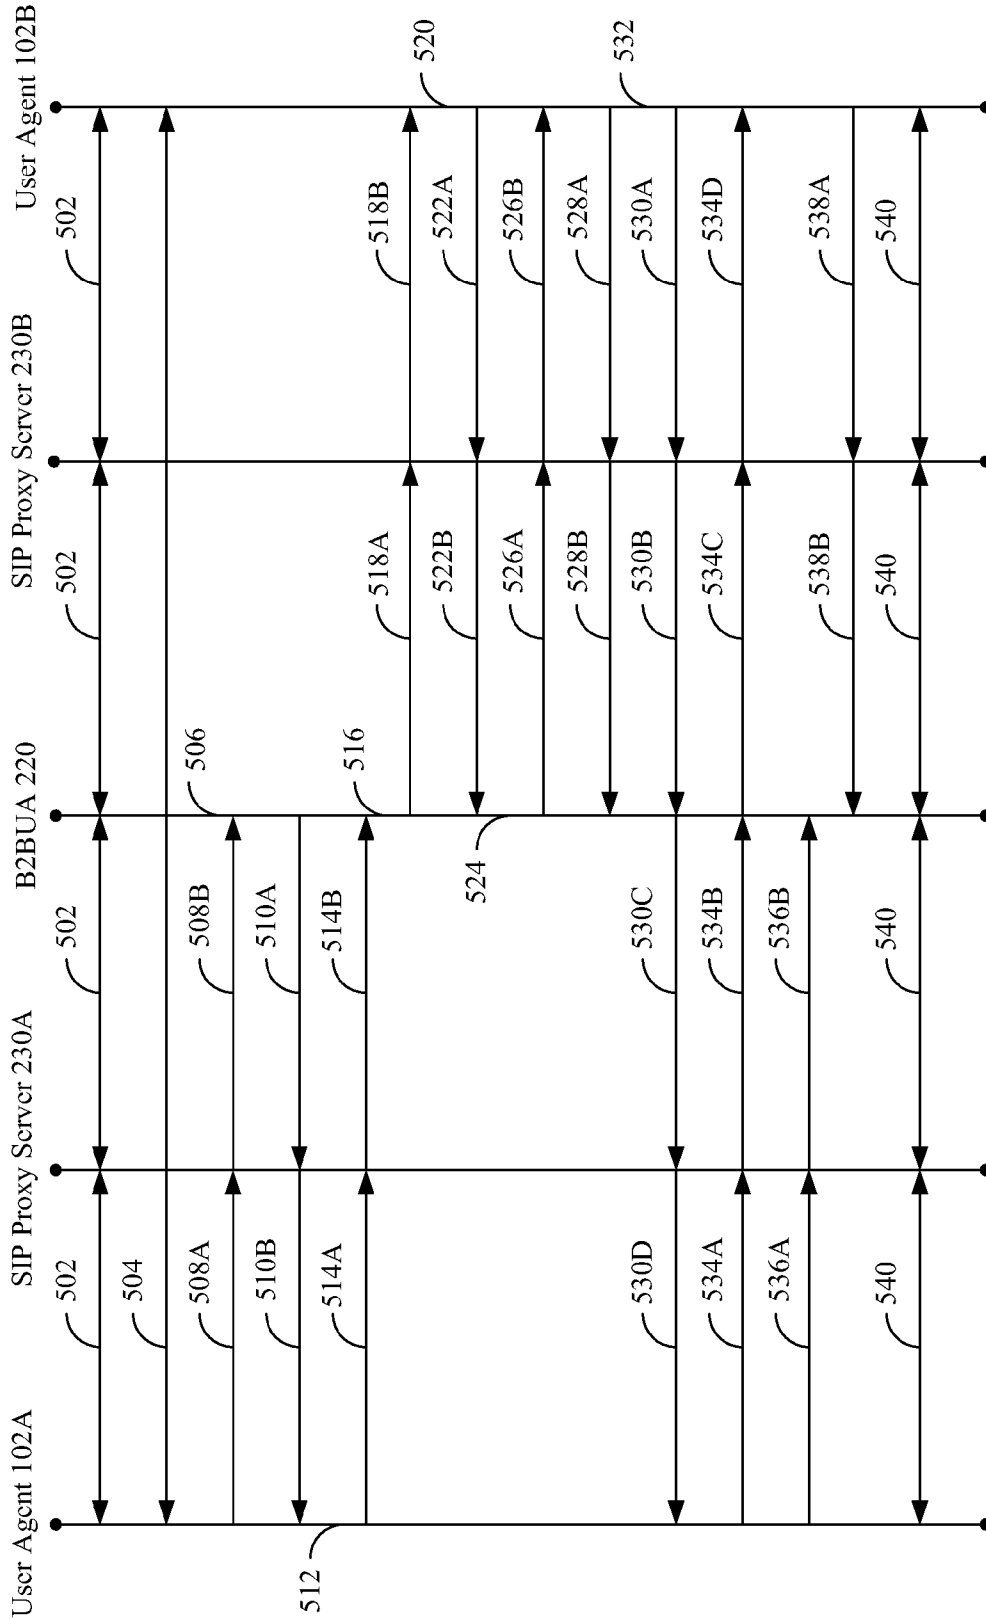 User Agent 102A
SIP Proxy Server 230A
B2BUA 220
SIP Proxy Server 230B
User Agent 102B
502
502
502
502
504
506
508A
508B
510A
510B
512
514A
514B
516
518A
518B
520
522A
522B
524
526A
526B
528A
528B
530A
530B
530C
530D
532
534A
534B
534C
534D
536A
536B
538A
538B
540
540
540
540